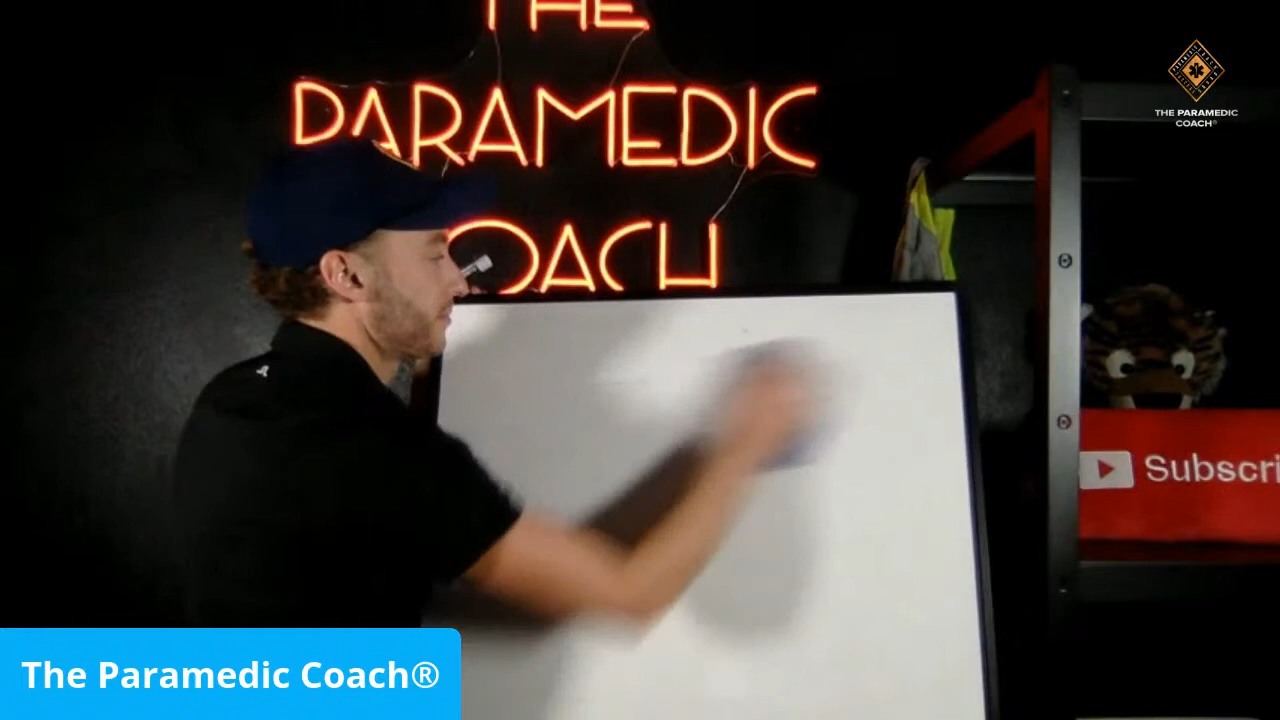 THE
PARAMEDIC
COACH
THE PARAMEDIC
COACH®
Subscri
The Paramedic Coach®